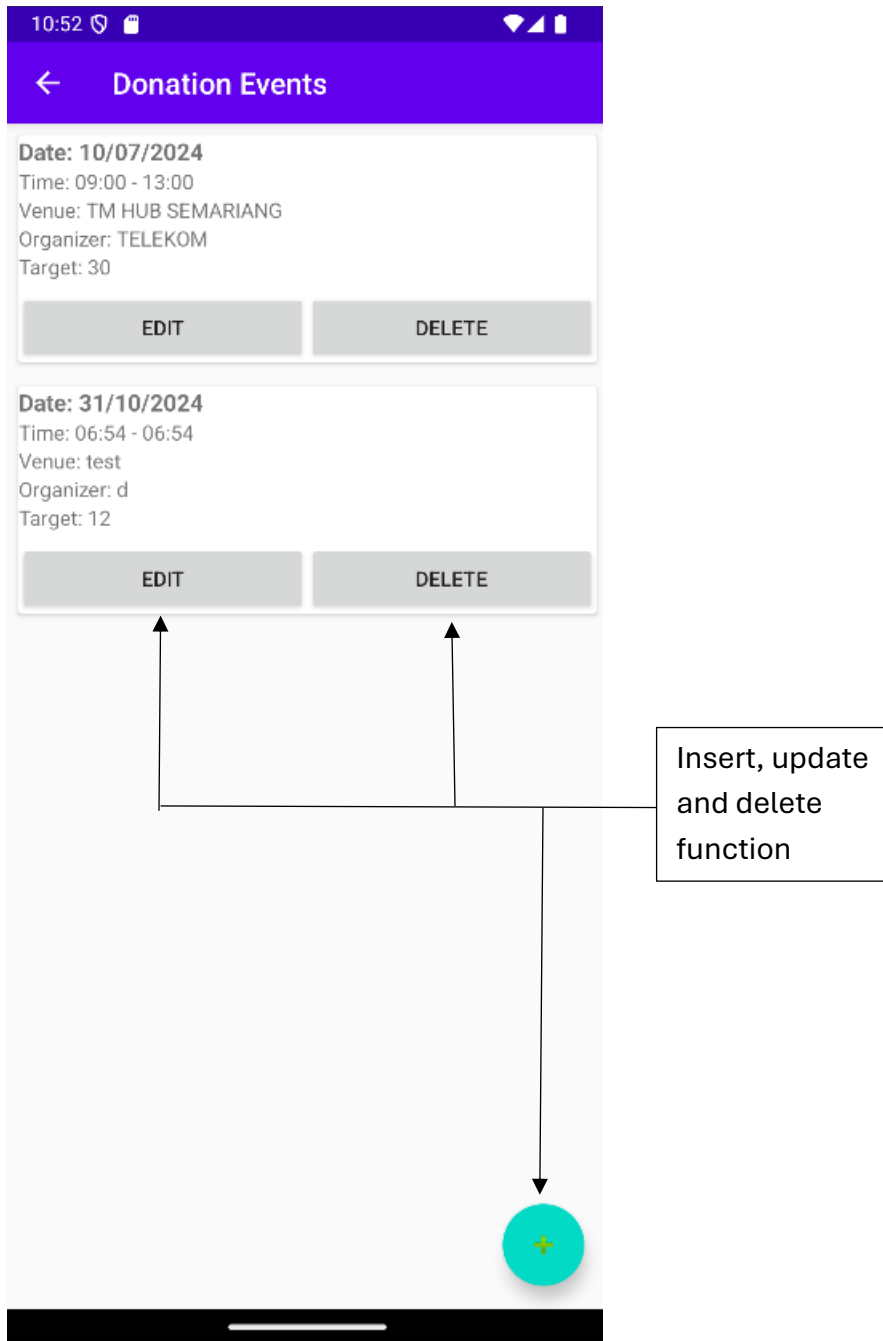 10:52
Donation Events
Date: 10/07/2024
Time: 09:00 - 13:00
Venue: TM HUB SEMARIANG
Organizer: TELEKOM
Target: 30
EDIT DELETE
Date: 31/10/2024
Time: 06:54 - 06:54
Venue: test
Organizer: d
Target: 12
EDIT DELETE
Insert, update
and delete
function
+